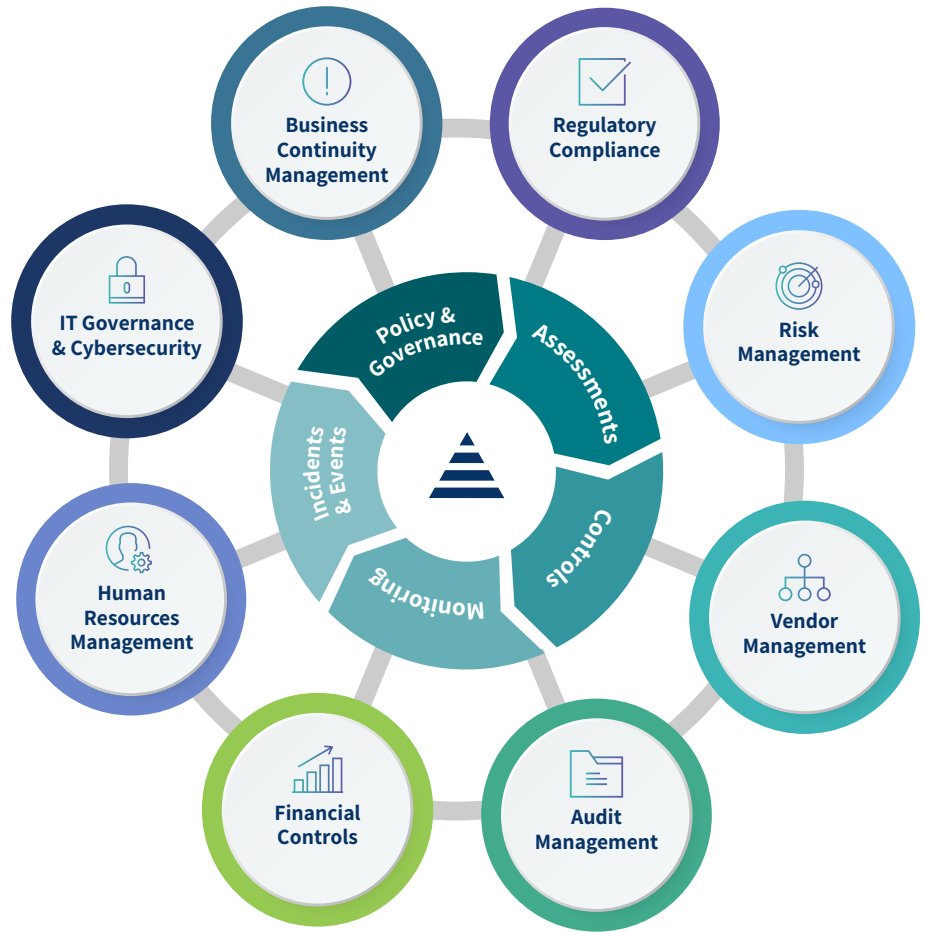 Business
Continuity
Management
Regulatory
Compliance
Risk
Management
Vendor
Management
Audit
Management
Financial
Controls
Human
Resources
Management
IT Governance
& Cybersecurity
Policy &
Governance
Assessments
Controls
Monitoring
Incidents
& Events